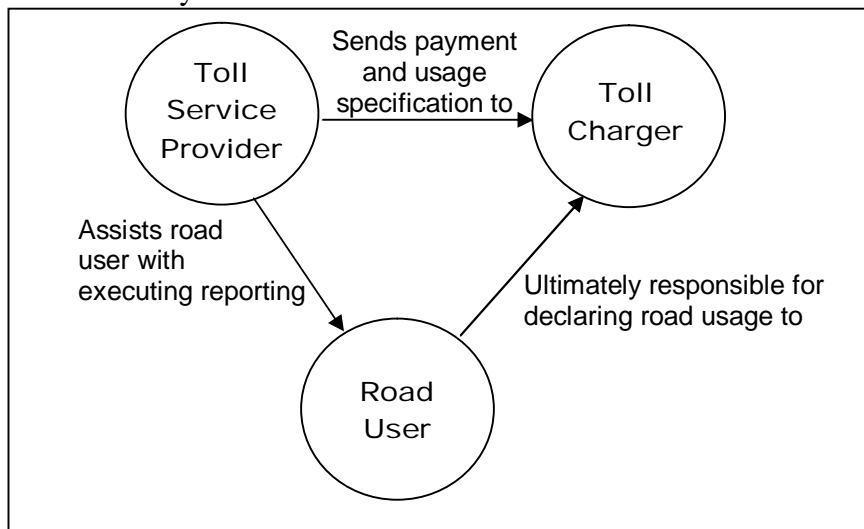 Toll
Service
Provider
Sends payment
and usage
specification to
Toll
Charger
Assists road
user with
executing reporting
Ultimately responsible for
declaring road usage to
Road
User